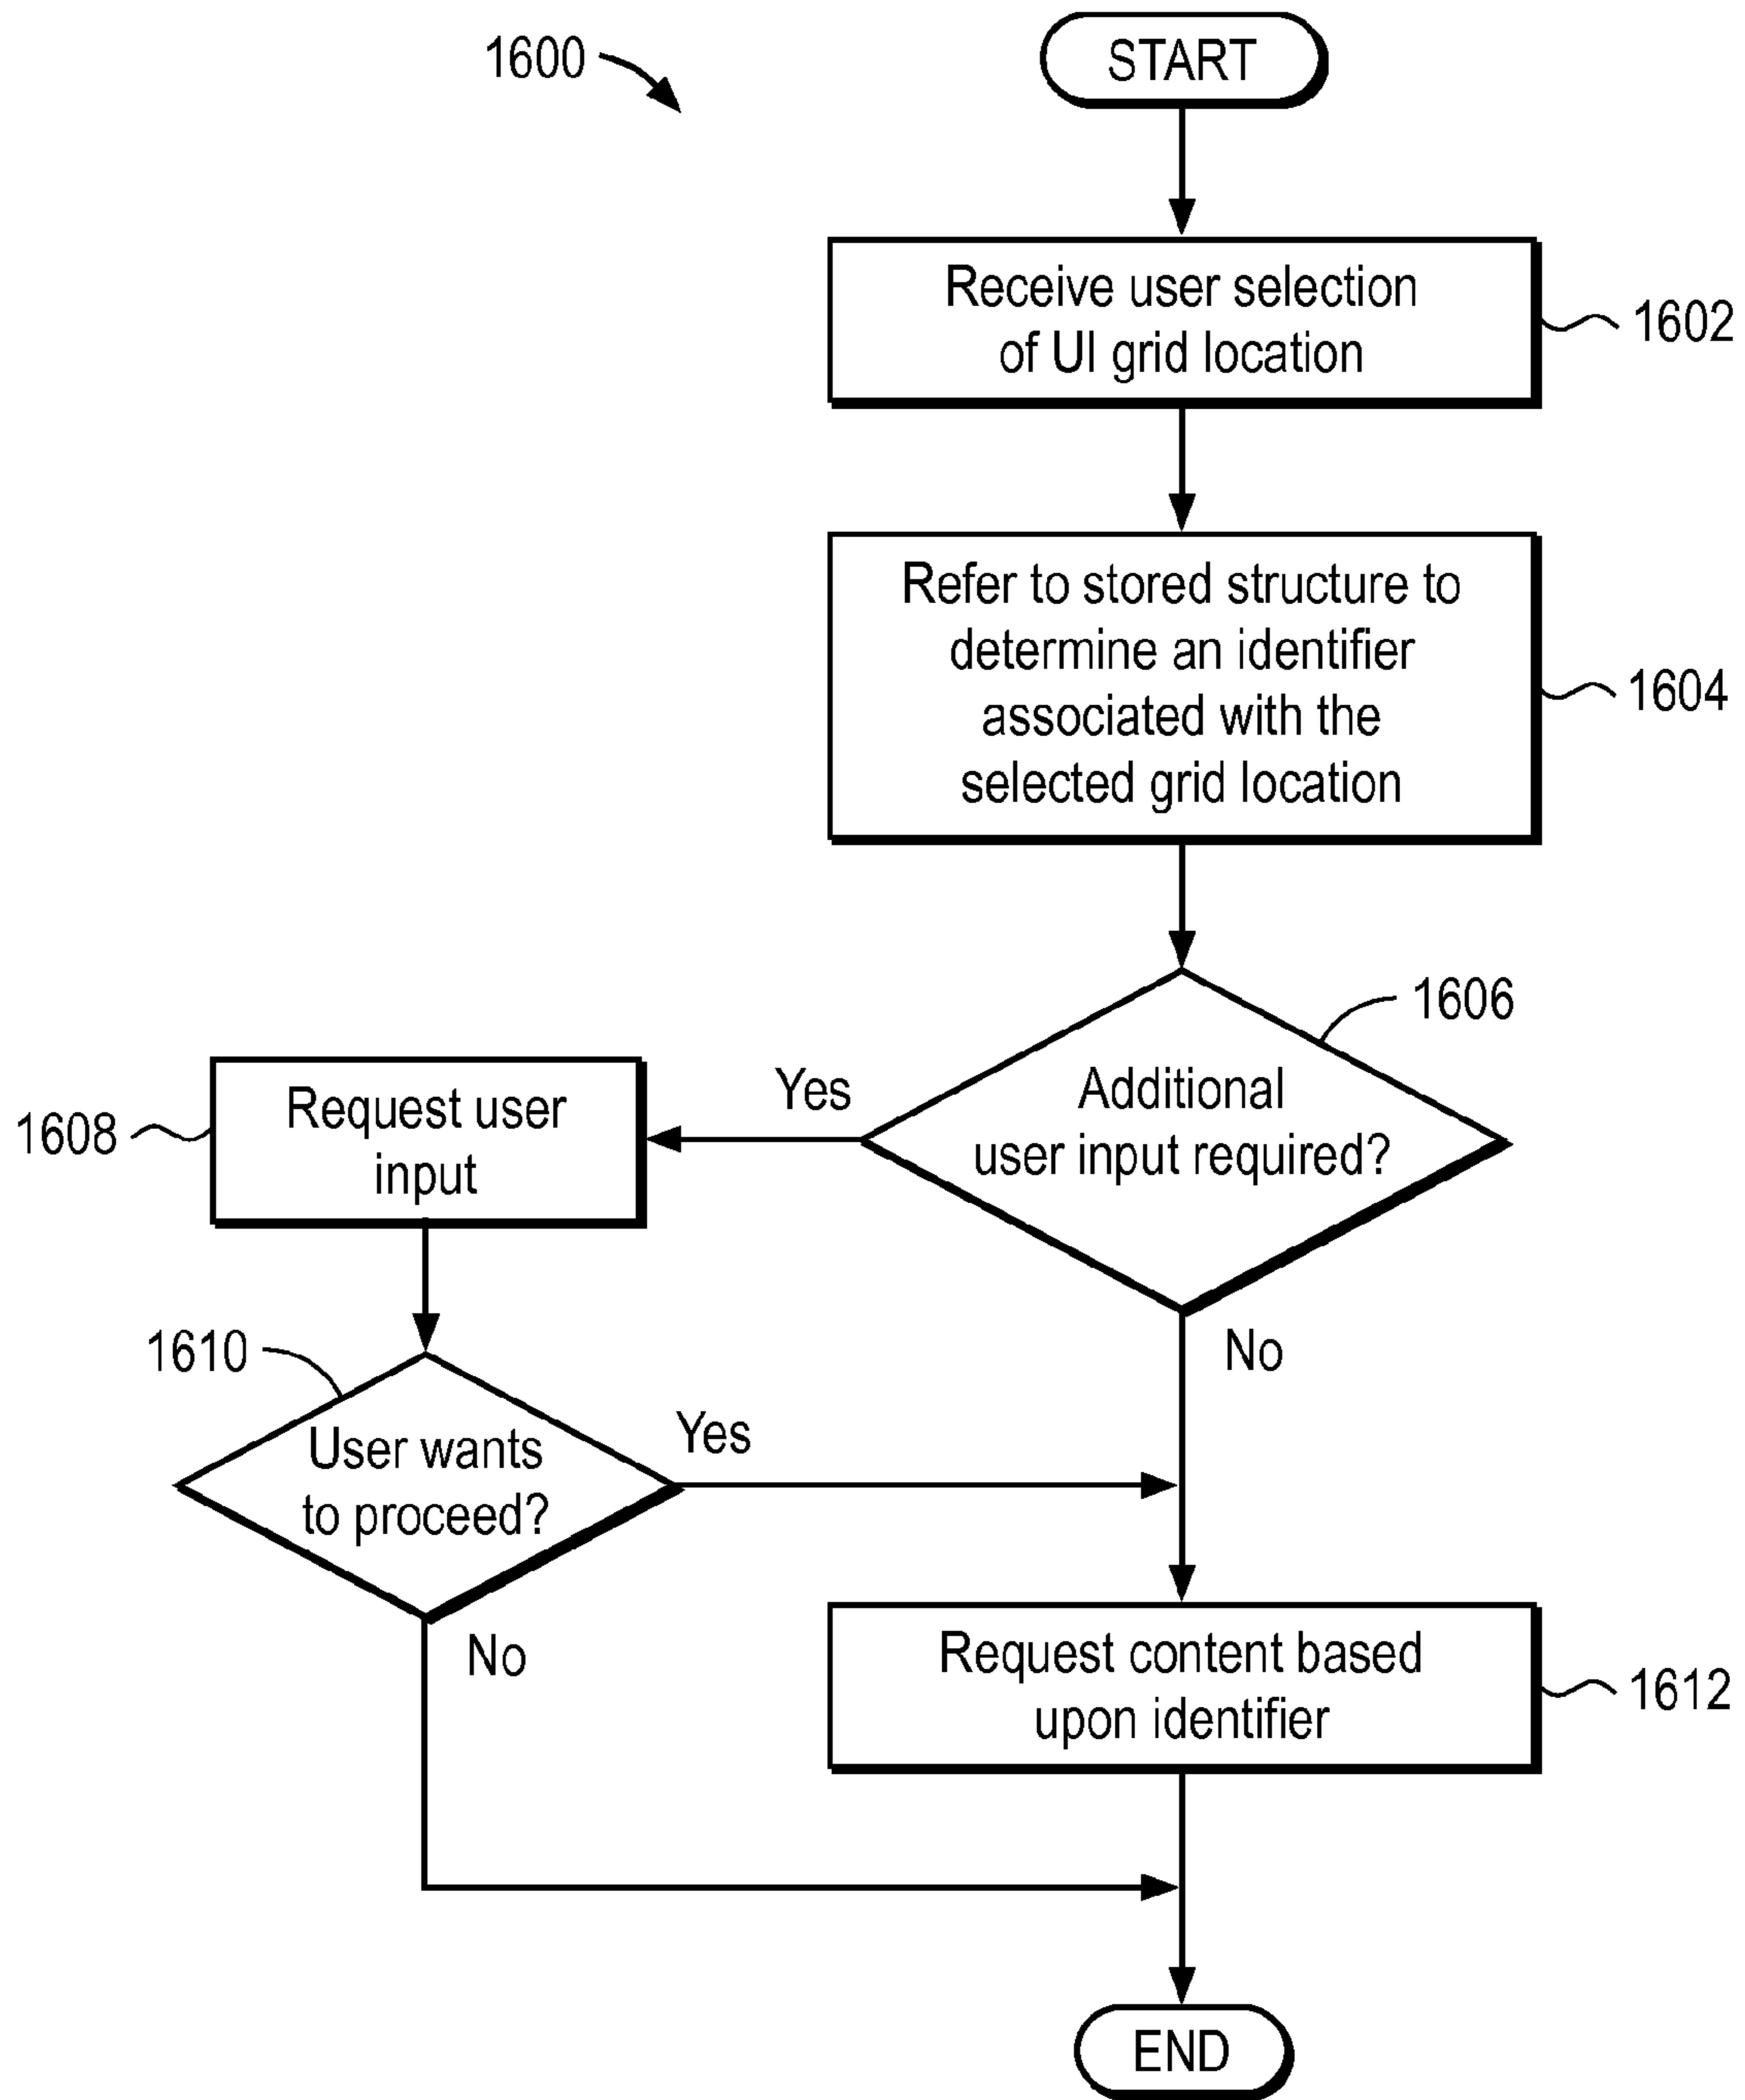 1600
START
Receive user selection
of UI grid location
1602
Refer to stored structure to
determine an identifier
associated with the
selected grid location
1604
1606
Additional
user input required?
Yes
No
1608
Request user
input
1610
User wants
to proceed?
Yes
No
Request content based
upon identifier
1612
END